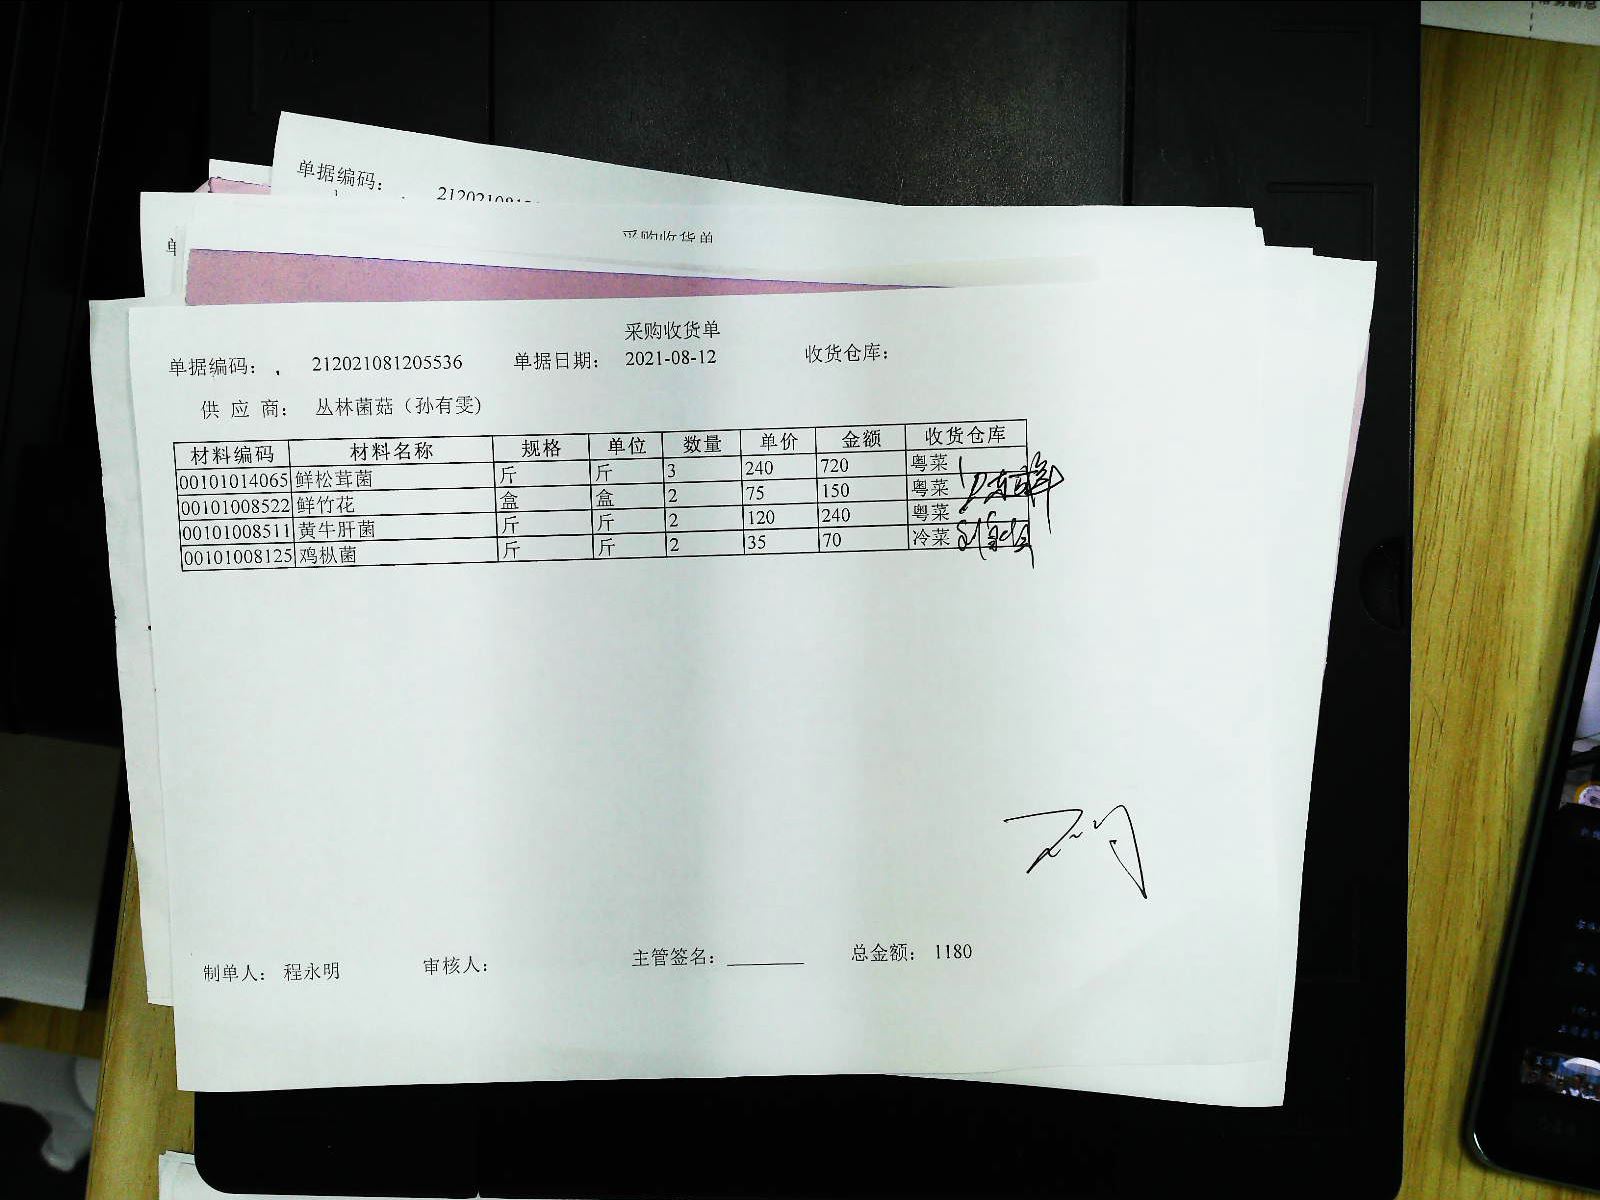 单据编码：
采购收货单
采购收货单
单据编码： 212021081205536 单据日期： 2021-08-12 收货仓库：
供 应 商： 丛林菌菇（孙有雯)
材料编码 材料名称 规格 单位 数量 单价 金额 收货仓库
00101014065 鲜松茸菌 斤 斤 3 240 720 粤菜
00101008522 鲜竹花 盒 盒 2 75 150 粤菜
00101008511 黄牛肝菌 斤 斤 2 120 240 粤菜
00101008125 鸡枞菌 斤 斤 2 35 70 冷菜
制单人： 程永明 审核人： 主管签名： 总金额： 1180